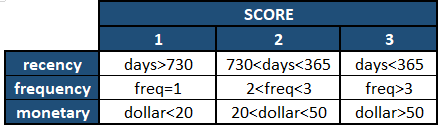 SCORE
1 2 3
recency days>730 730<days<365 days<365
frequency freq=1 2<freq<3 freq>3
monetary dollar<20 20<dollar<50 dollar>50